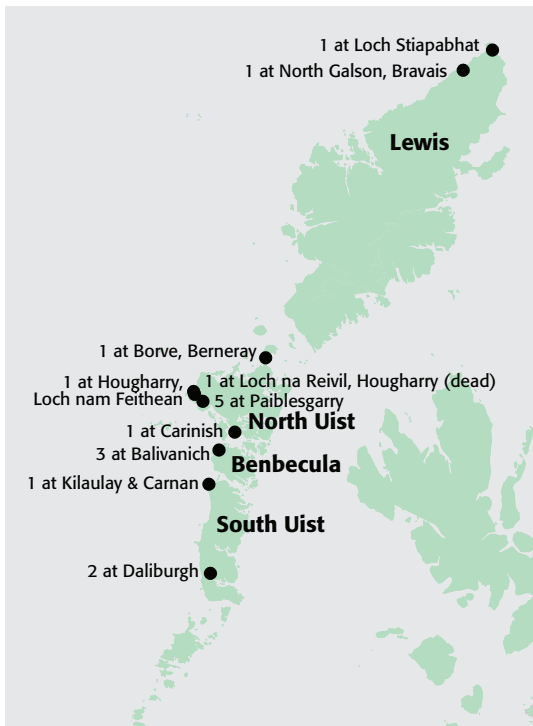 1 at Loch Stiapabhat
1 at North Galson, Bravais
Lewis
1 at Borve, Berneray
1 at Hougharry,
Loch nam Feithean
1 at Loch na Reivil, Hougharry (dead)
5 at Paiblesgarry
North Uist
1 at Carinish
3 at Balivanich
Benbecula
1 at Kilaulay & Carnan
South Uist
2 at Daliburgh